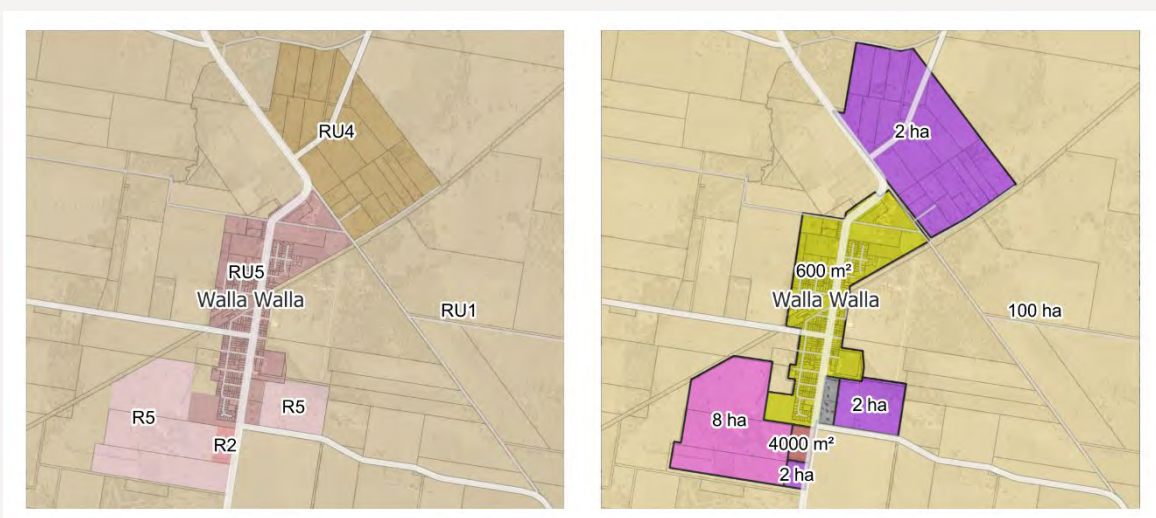 RU4
RU5
Walla Walla
RU1
R5
R5
R2
2 ha
600 m²
Walla Walla
100 ha
2 ha
8 ha
4000 m²
2 ha